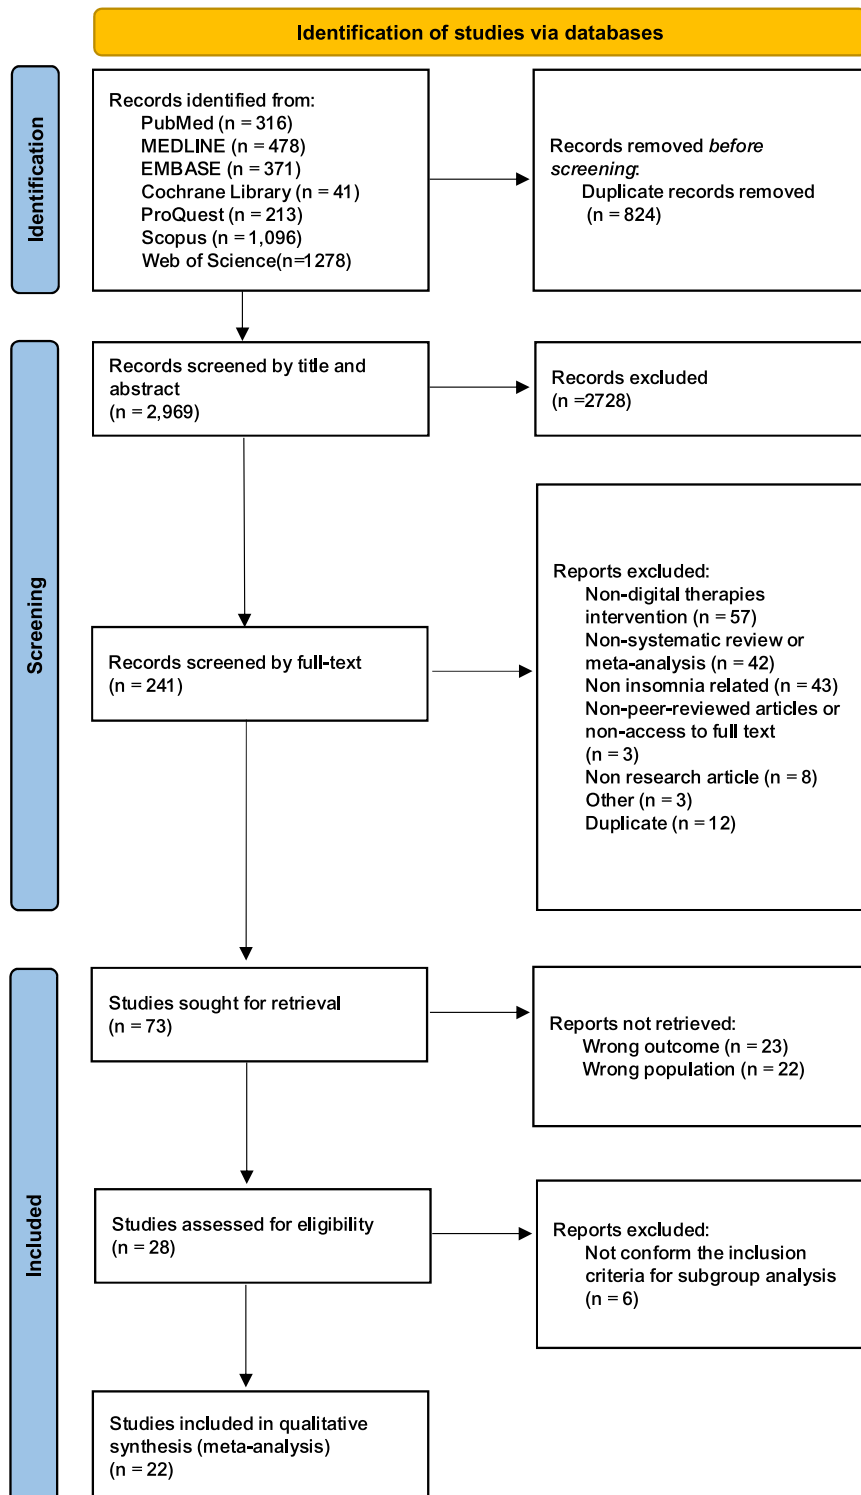 Identification of studies via databases
Identification
Records identified from:
PubMed (n = 316)
MEDLINE (n = 478)
EMBASE (n = 371)
Cochrane Library (n = 41)
ProQuest (n = 213)
Scopus (n = 1,096)
Web of Science(n=1278)
Records removed before
screening:
Duplicate records removed
(n = 824)
Screening
Records screened by title and
abstract
(n = 2,969)
Records excluded
(n =2728)
Records screened by full-text
(n = 241)
Reports excluded:
Non-digital therapies
intervention (n = 57)
Non-systematic review or
meta-analysis (n = 42)
Non insomnia related (n = 43)
Non-peer-reviewed articles or
non-access to full text
(n = 3)
Non research article (n = 8)
Other (n = 3)
Duplicate (n = 12)
Included
Studies sought for retrieval
(n = 73)
Reports not retrieved:
Wrong outcome (n = 23)
Wrong population (n = 22)
Studies assessed for eligibility
(n = 28)
Reports excluded:
Not conform the inclusion
criteria for subgroup analysis
(n = 6)
Studies included in qualitative
synthesis (meta-analysis)
(n = 22)